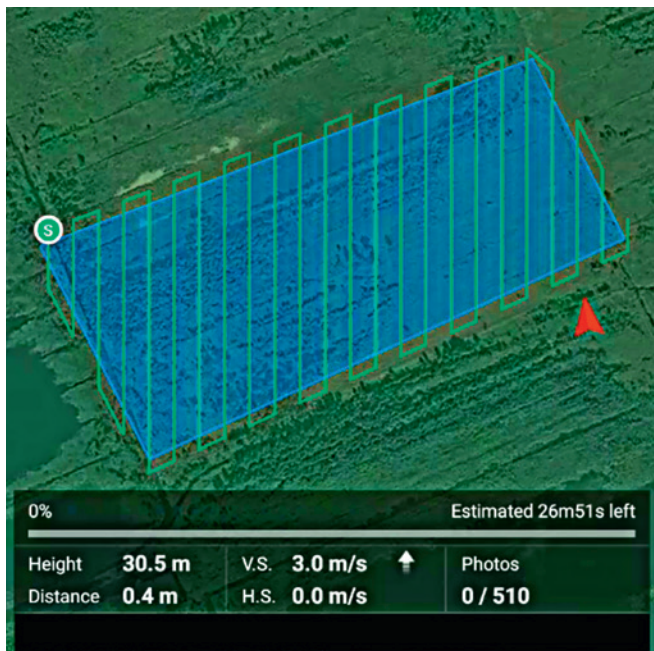 S
0% Estimated 26m51s left
Height 30.5 m V.S. 3.0 m/s Photos
Distance 0.4 m H.S. 0.0 m/s 0 / 510